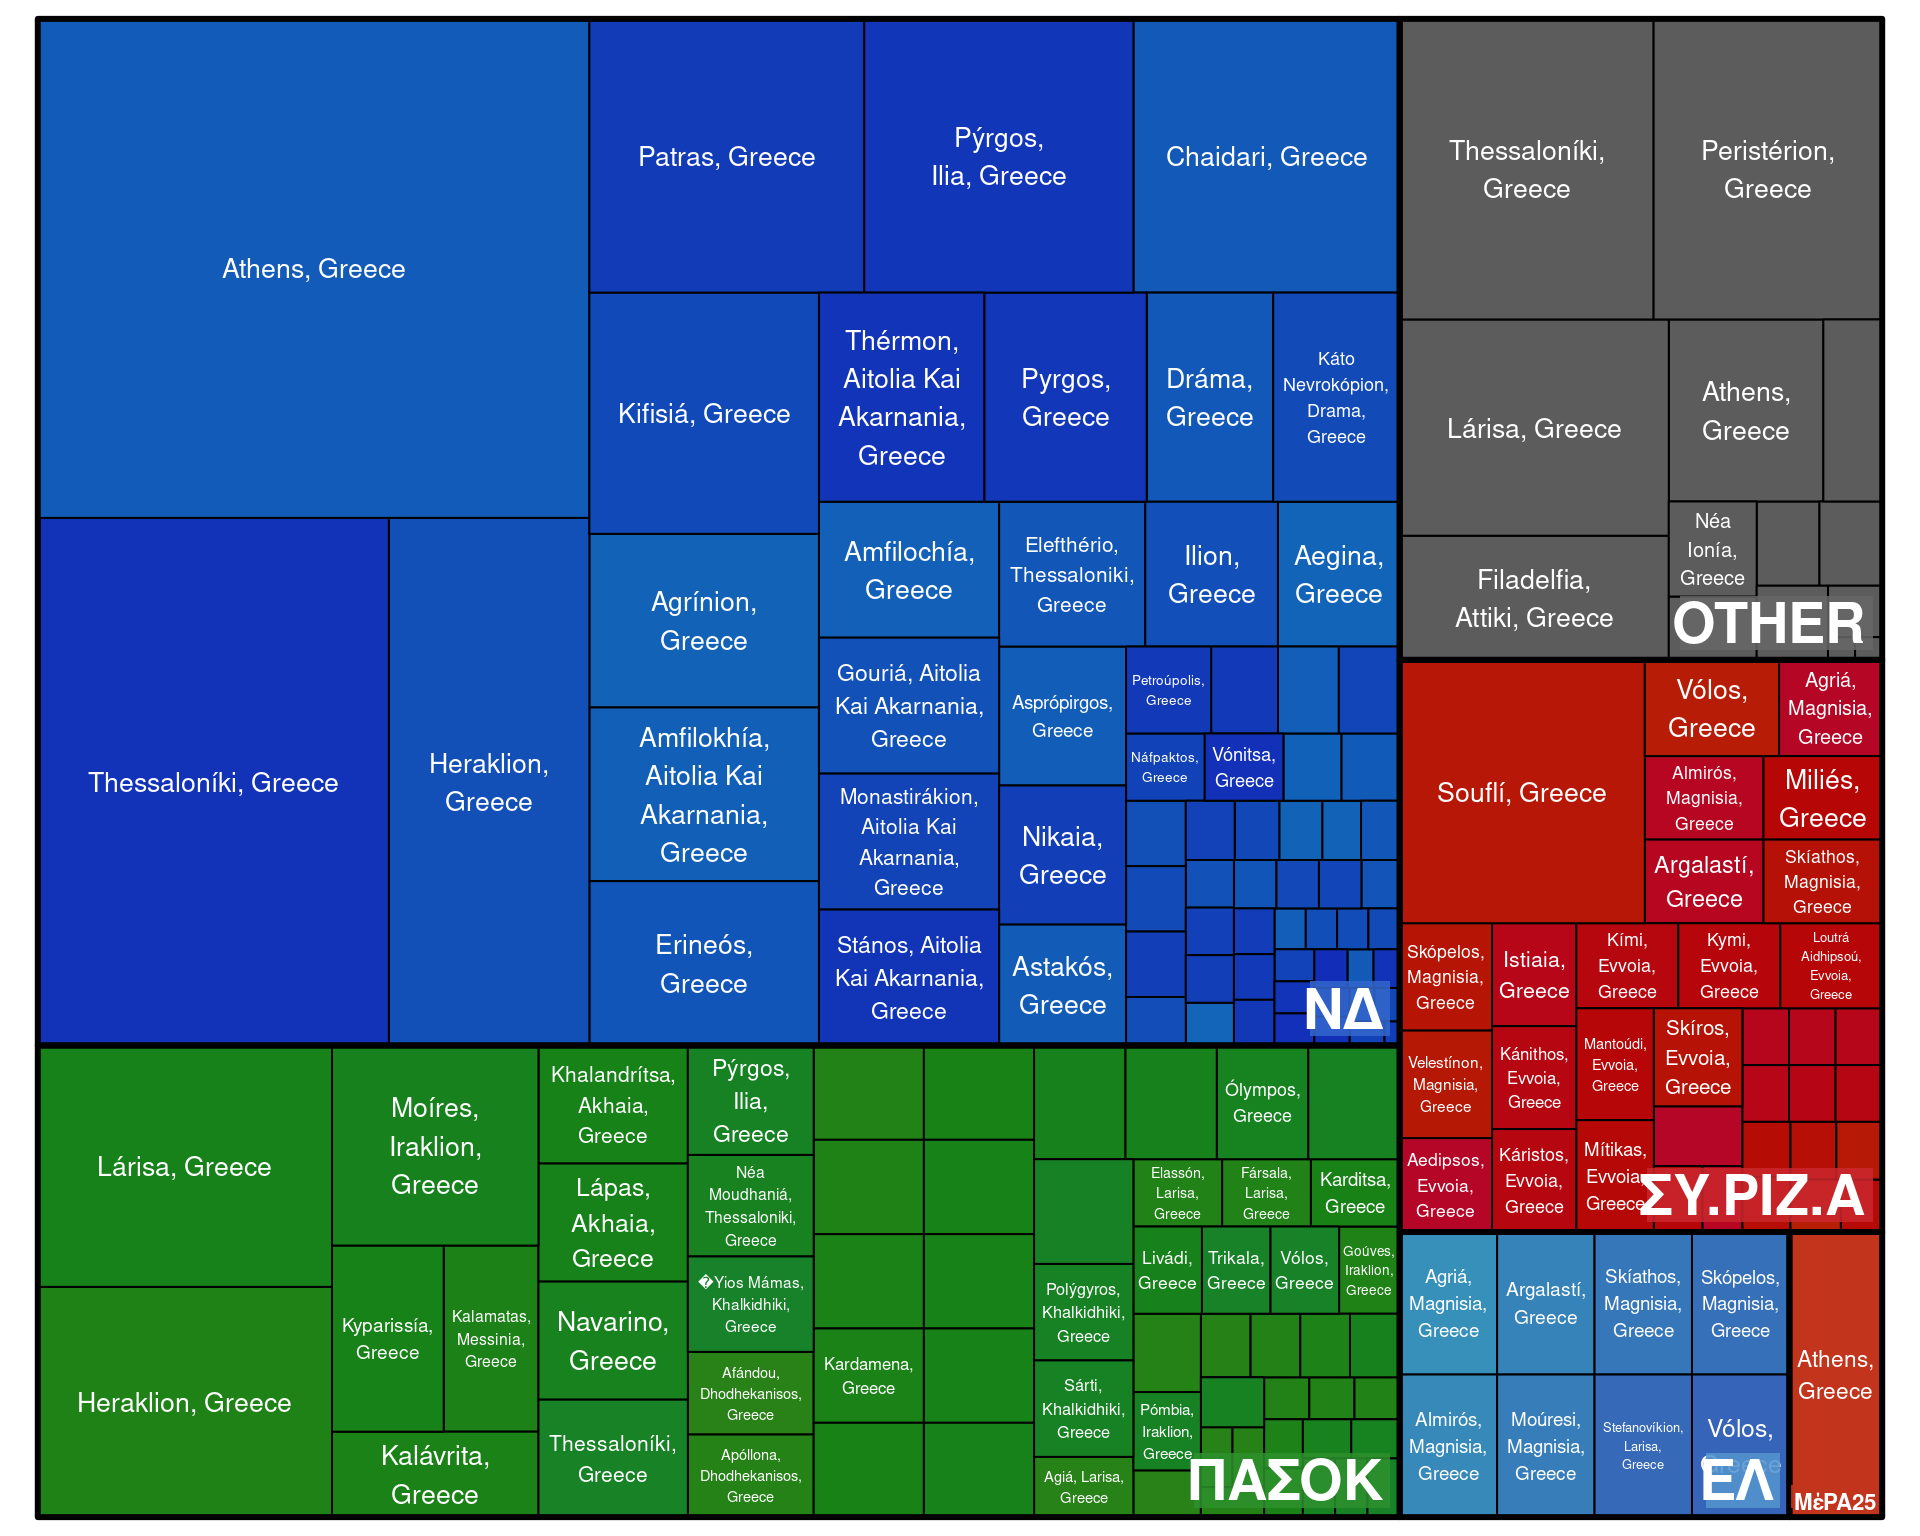 Athens, Greece
Patras, Greece
Pýrgos,
Ilia, Greece
Chaidari, Greece
Kifisiá, Greece
Thérmon,
Aitolia Kai
Akarnania,
Greece
Pyrgos,
Greece
Dráma,
Greece
Káto
Nevrokópion,
Drama,
Greece
Thessaloníki, Greece
Heraklion,
Greece
Agrínion,
Greece
Amfilokhía,
Aitolia Kai
Akarnania,
Greece
Erineós,
Greece
Amfilochía,
Greece
Gouriá, Aitolia
Kai Akarnania,
Greece
Monastirákion,
Aitolia Kai
Akarnania,
Greece
Stános, Aitolia
Kai Akarnania,
Greece
Elefthério,
Thessaloniki,
Greece
Ilion,
Greece
Aegina,
Greece
Asprópirgos,
Greece
Nikaia,
Greece
Astakós,
Greece
Petroúpolis,
Greece
Náfpaktos,
Greece
Vónitsa,
Greece
ΝΔ
Thessaloníki,
Greece
Peristérion,
Greece
Lárisa, Greece
Athens,
Greece
Filadelfia,
Attiki, Greece
Néa
Ionía,
Greece
OTHER
Souflí, Greece
Vólos,
Greece
Agriá,
Magnisia,
Greece
Almirós,
Magnisia,
Greece
Miliés,
Greece
Argalastí,
Greece
Skíathos,
Magnisia,
Greece
Skópelos,
Magnisia,
Greece
Istiaia,
Greece
Kími,
Evvoia,
Greece
Kymi,
Evvoia,
Greece
Loutrá
Aidhipsoú,
Evvoia,
Greece
Velestínon,
Magnisia,
Greece
Kánithos,
Evvoia,
Greece
Mantoúdi,
Evvoia,
Greece
Skíros,
Evvoia,
Greece
Aedipsos,
Evvoia,
Greece
Káristos,
Evvoia,
Greece
Mítikas,
Evvoia,
Greece
ΣΥ.ΡΙΖ.Α
Lárisa, Greece
Heraklion, Greece
Moíres,
Iraklion,
Greece
Kyparissía,
Greece
Kalamatas,
Messinia,
Greece
Kalávrita,
Greece
Khalandrítsa,
Akhaia,
Greece
Lápas,
Akhaia,
Greece
Navarino,
Greece
Thessaloníki,
Greece
Pýrgos,
Ilia,
Greece
Néa
Moudhaniá,
Thessaloniki,
Greece
�Yios Mámas,
Khalkidhiki,
Greece
Afándou,
Dhodhekanisos,
Greece
Apóllona,
Dhodhekanisos,
Greece
Kardamena,
Greece
Ólympos,
Greece
Elassón,
Larisa,
Greece
Fársala,
Larisa,
Greece
Karditsa,
Greece
Polýgyros,
Khalkidhiki,
Greece
Livádi,
Greece
Trikala,
Greece
Vólos,
Greece
Goúves,
Iraklion,
Greece
Sárti,
Khalkidhiki,
Greece
Pómbia,
Iraklion,
Greece
Agiá, Larisa,
Greece
ΠΑΣΟΚ
Agriá,
Magnisia,
Greece
Argalastí,
Greece
Skíathos,
Magnisia,
Greece
Skópelos,
Magnisia,
Greece
Almirós,
Magnisia,
Greece
Moúresi,
Magnisia,
Greece
Stefanovíkion,
Larisa,
Greece
Vólos,
Greece
ΕΛ
Athens,
Greece
ΜέΡΑ25